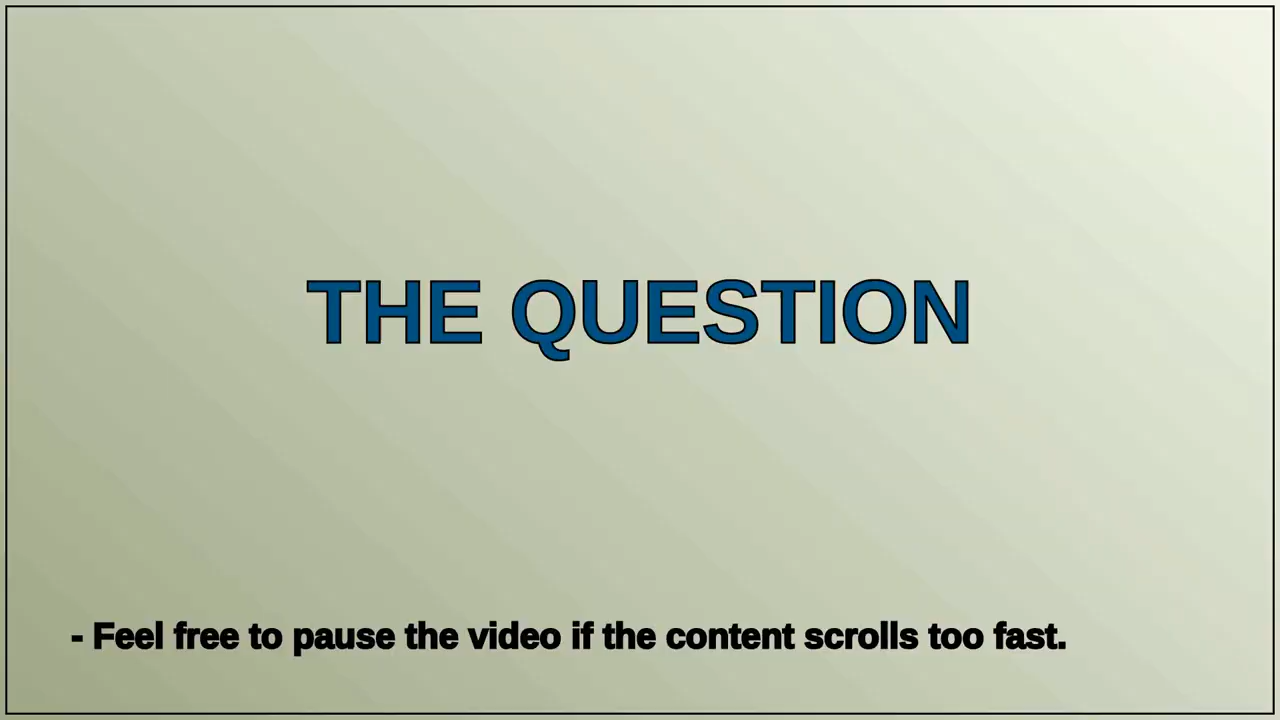 THE QUESTION
- Feel free to pause the video if the content scrolls too fast.